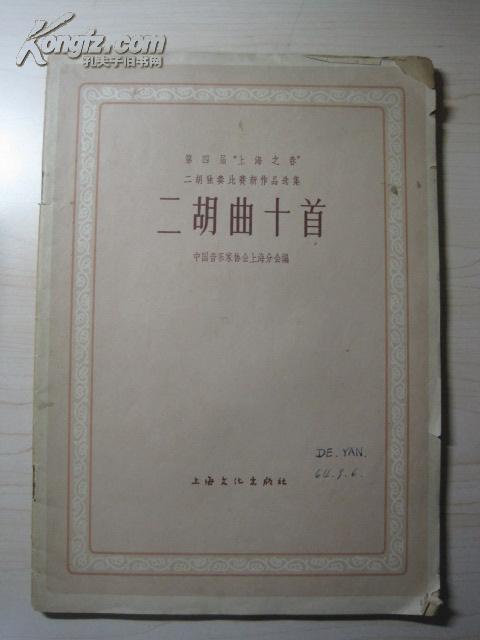 Kongfz.com
孔夫子旧书网
第四届“上海之春”
二胡独奏比赛新作品选集
二胡曲十首
中国音乐家协会上海分会编
DE. YAN.
64. 9. 6.
上海文化出版社